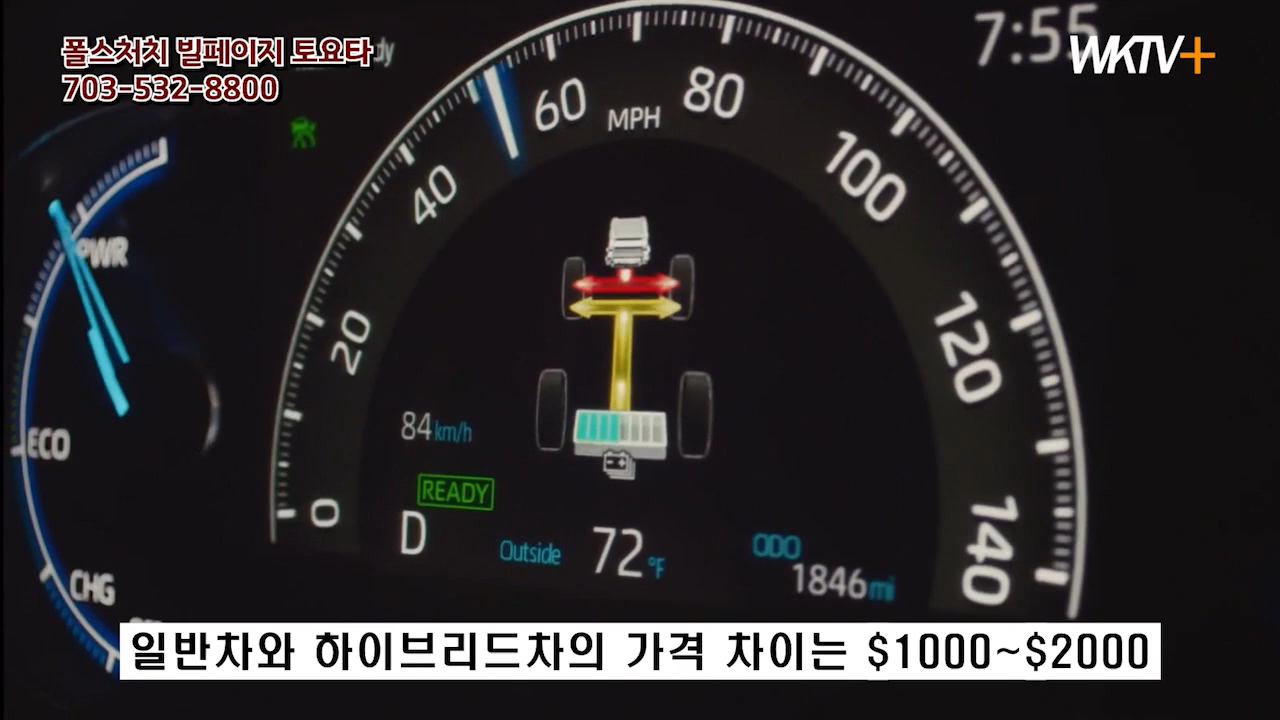 폴스처치 빌페이지 토요타
703-532-8800
7:55
WKTV+
60
MPH
80
40
100
PWR
20
120
84 km/h
ECO
READY
0
D
Outside 72 °F
ODO
1846 mi
140
CHG
일반차와 하이브리드차의 가격 차이는 $1000~$2000